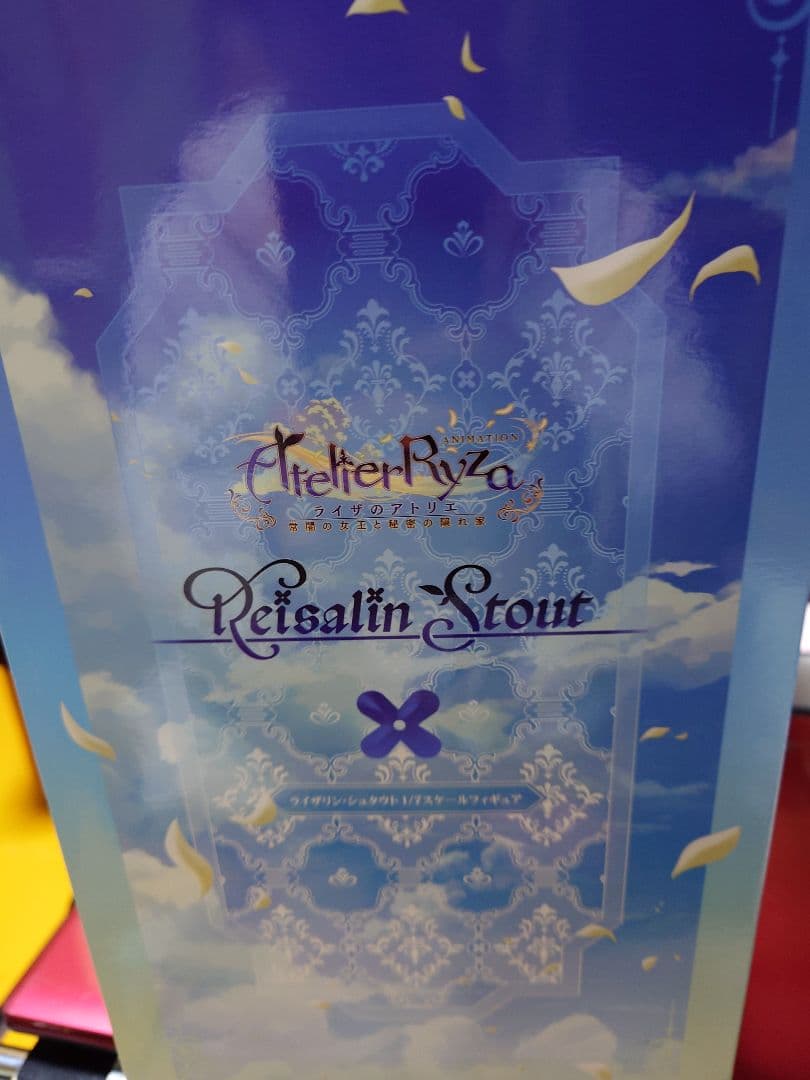 ANIMATION
Atelier Ryza
ライザのアトリエ
常闇の女王と秘密の隠れ家
Reisalin Stout
ライザリン・シュタウト 1/7スケールフィギュア